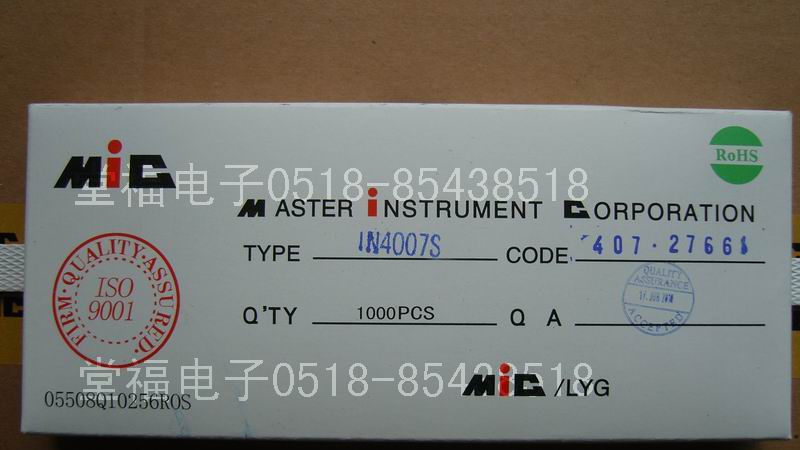 MiC
RoHS
堂福电子0518-85438518
MASTER INSTRUMENT CORPORATION
TYPE 1N4007S CODE 407·27661
FIRM·QUALITY·ASSURED.
ISO
9001
QUALITY
ASSURANCE
ACCEPTED
Q'TY 1000PCS Q A
堂福电子0518-85438518
MiC /LYG
05508Q10256ROS